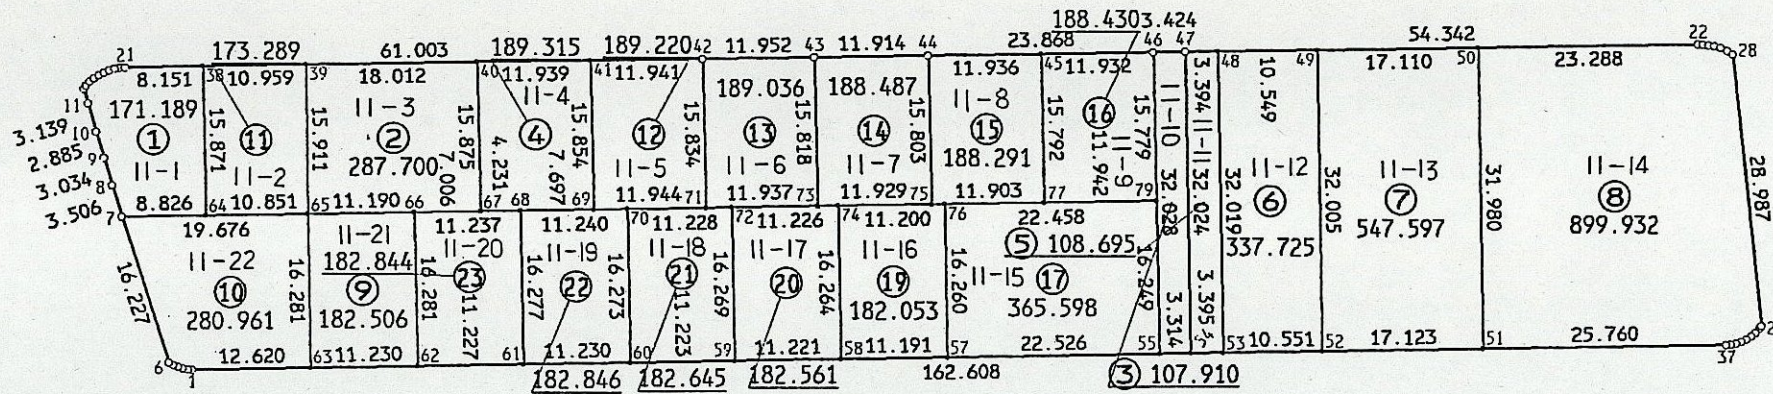 188.430 3.424
21 173.289 61.003 189.315 189.220 42 11.952 43 11.914 44 23.868 46 47 54.342 22 28
8.151 38 10.959 39 18.012 40 11.939 41 11.941 11.936 45 11.932 48 49 17.110 50 23.288
11 171.189 11-3 11-4 189.036 188.487 11-8 3.394 10.549
3.139 10 ① 15.871 ⑪ 15.911 ② 15.875 ④ 15.854 ⑫ 15.834 ⑬ 15.818 ⑭ 15.803 ⑮ 15.792 ⑯ 15.779 11-10
2.885 9 287.700 4.231 7.697 188.291 11.942 11-9 11-11
3.034 8 11-1 11-2 7.006 11-5 11-6 11-7 32.028 32.024 32.019 11-12 32.005 11-13 31.980 11-14 28.987
3.506 7 8.826 64 10.851 65 11.190 66 67 68 69 11.944 71 11.937 73 11.929 75 11.903 77 79 ⑥ ⑦ ⑧
19.676 11-21 11.237 11.240 70 11.228 72 11.226 74 11.200 76 22.458 337.725 547.597 899.932
11-22 182.844 11-20 11-19 11-18 11-17 11-16 ⑤ 108.695
16.227 ⑩ 16.281 ⑨ 16.281 ㉓ 16.277 ㉒ 16.273 ㉑ 16.269 ⑳ 16.264 ⑲ 16.260 11-15 ⑰ 16.249 3.395
280.961 182.506 11.227 11.223 182.053 365.598 3.314
6 1 12.620 63 11.230 62 61 11.230 60 59 11.221 58 11.191 57 22.526 55 53 10.551 52 17.123 51 25.760 37 2
182.846 182.645 182.561 162.608 ③ 107.910